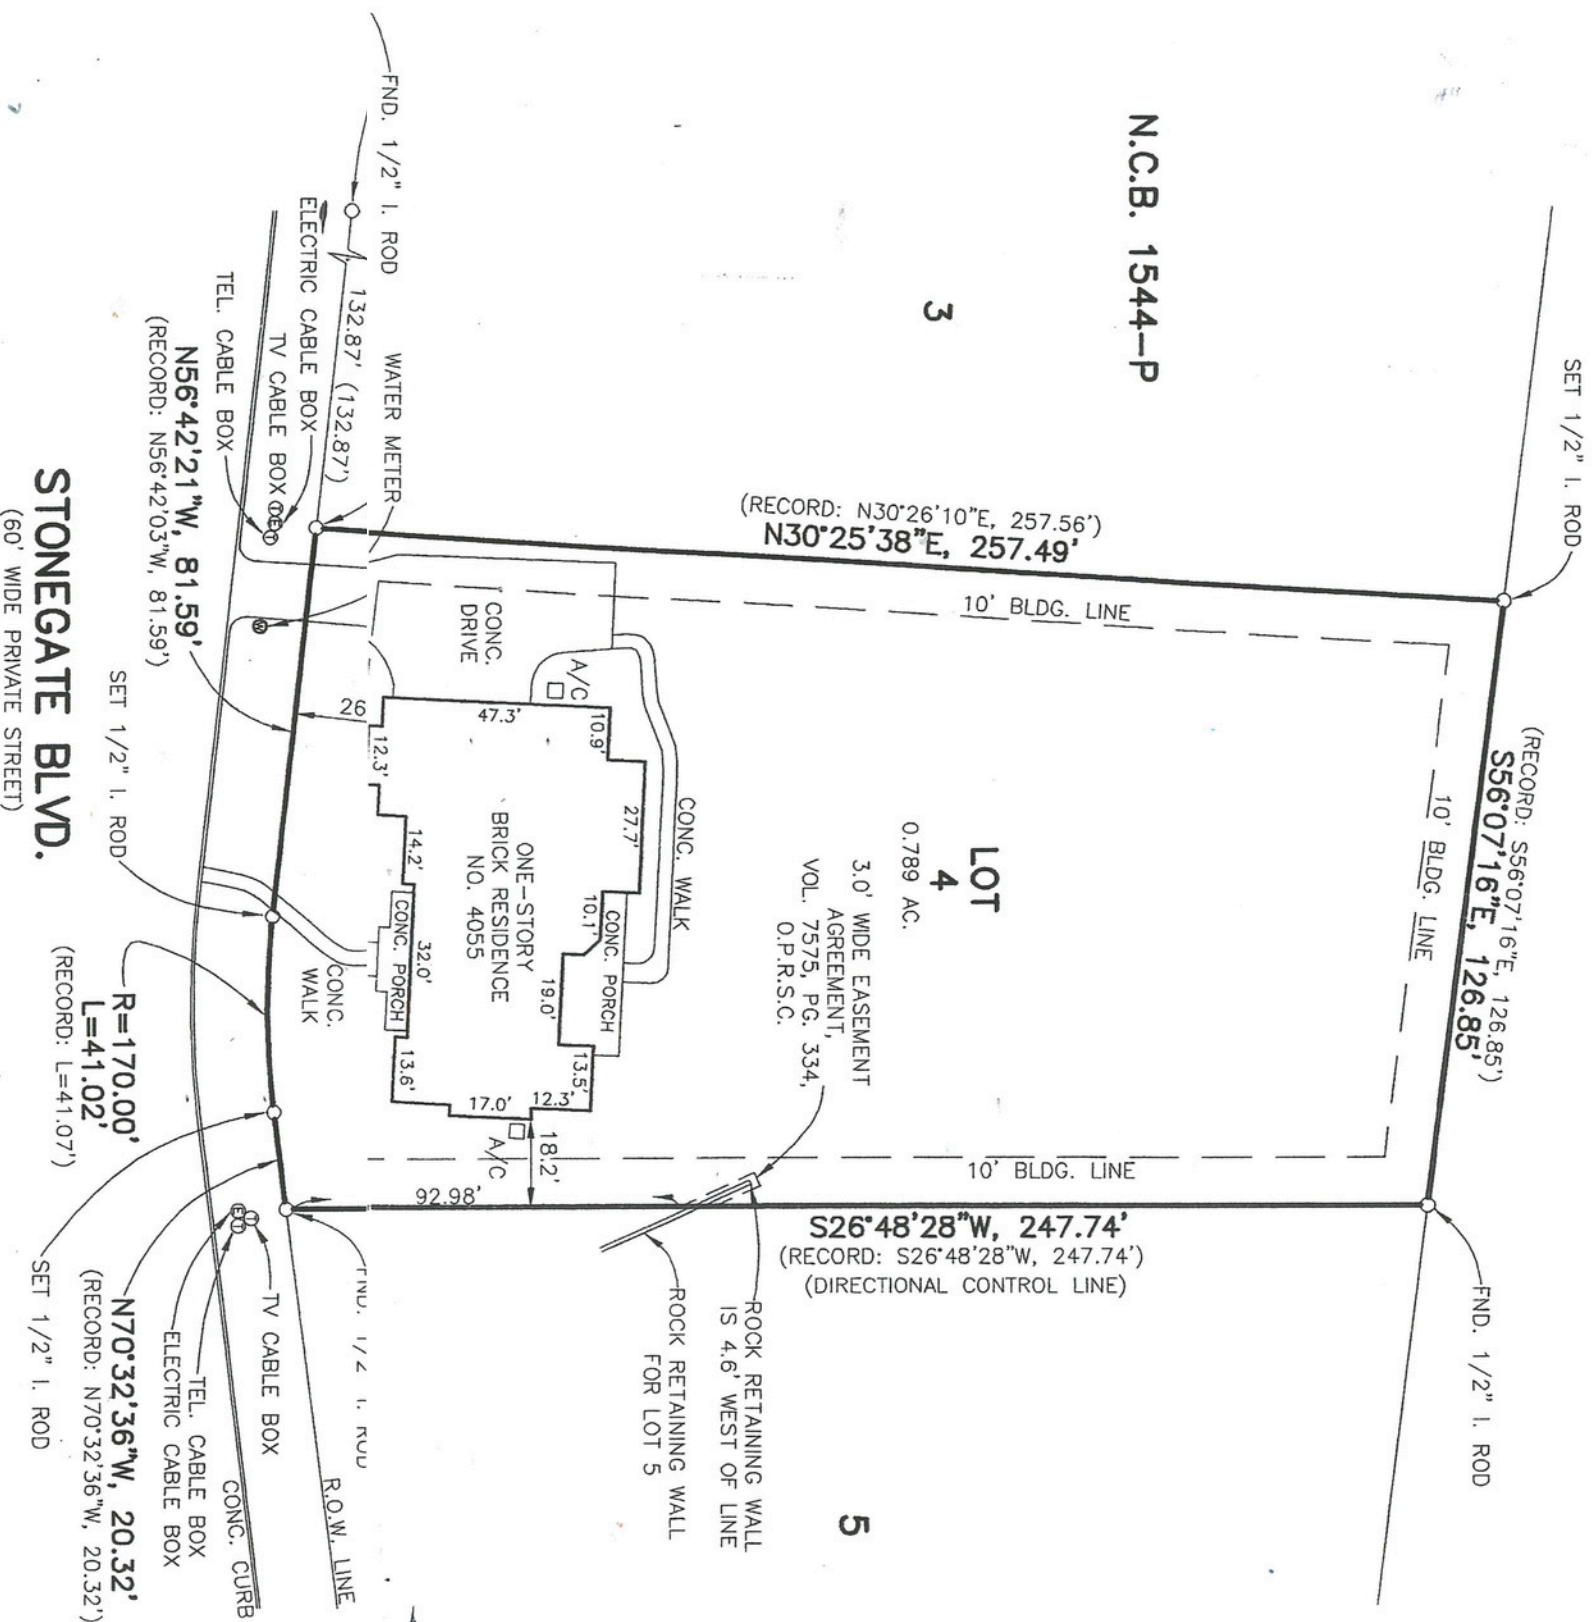 SET 1/2" I. ROD
N.C.B. 1544-P
3
FND. 1/2" I. ROD
132.87' (132.87')
ELECTRIC CABLE BOX
TV CABLE BOX
TEL. CABLE BOX
WATER METER
(RECORD: N30°26'10"E, 257.56')
N30°25'38"E, 257.49'
10' BLDG. LINE
(RECORD: S56°07'16"E, 126.85')
S56°07'16"E, 126.85'
10' BLDG. LINE
LOT
4
0.789 AC.
3.0' WIDE EASEMENT
AGREEMENT,
VOL. 7575, PG. 334,
O.P.R.S.C.
CONC.
DRIVE
A/C
CONC. WALK
47.3'
10.9'
27.7'
10.1'
CONC. PORCH
19.0'
13.5'
12.3'
17.0'
13.6'
32.0'
CONC. PORCH
14.2'
12.3'
26
ONE-STORY
BRICK RESIDENCE
NO. 4055
A/C
18.2'
92.98'
CONC.
WALK
10' BLDG. LINE
S26°48'28"W, 247.74'
(RECORD: S26°48'28"W, 247.74')
(DIRECTIONAL CONTROL LINE)
FND. 1/2" I. ROD
ROCK RETAINING WALL
IS 4.6' WEST OF LINE
ROCK RETAINING WALL
FOR LOT 5
5
N56°42'21"W, 81.59'
(RECORD: N56°42'03"W, 81.59')
SET 1/2" I. ROD
STONEGATE BLVD.
(60' WIDE PRIVATE STREET)
R=170.00'
L=41.02'
(RECORD: L=41.07')
FND. 1/2 I. ROD
R.O.W. LINE
TV CABLE BOX
CONC. CURB
TEL. CABLE BOX
ELECTRIC CABLE BOX
N70°32'36"W, 20.32'
(RECORD: N70°32'36"W, 20.32')
SET 1/2" I. ROD
W
T
E
T
T
E
T